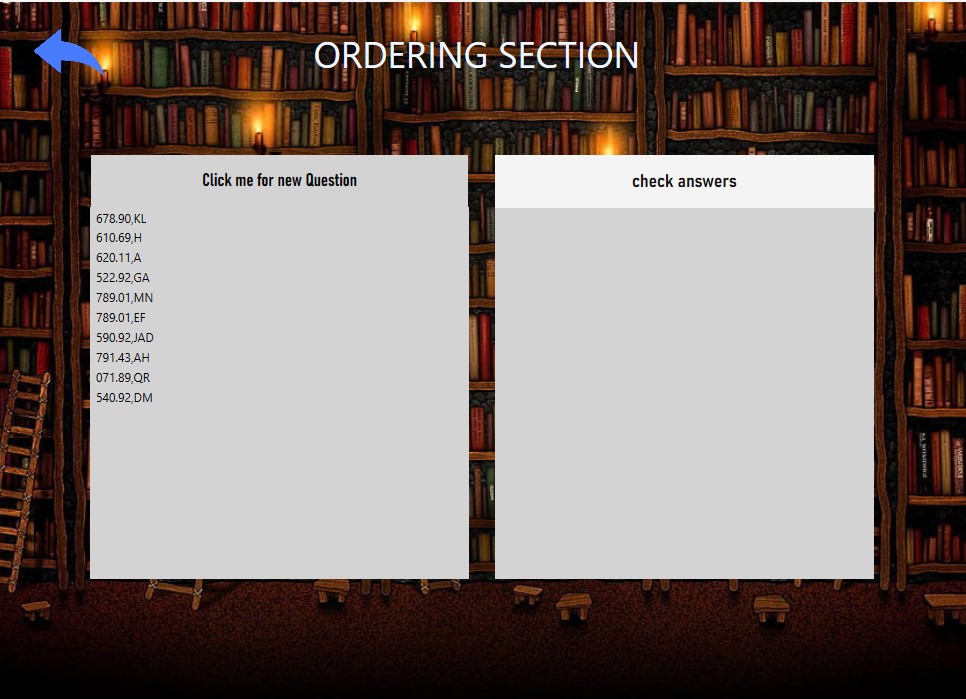 ORDERING SECTION
Click me for new Question
678.90,KL
610.69,H
620.11,A
522.92,GA
789.01,MN
789.01,EF
590.92,JAD
791.43,AH
071.89,QR
540.92,DM
check answers